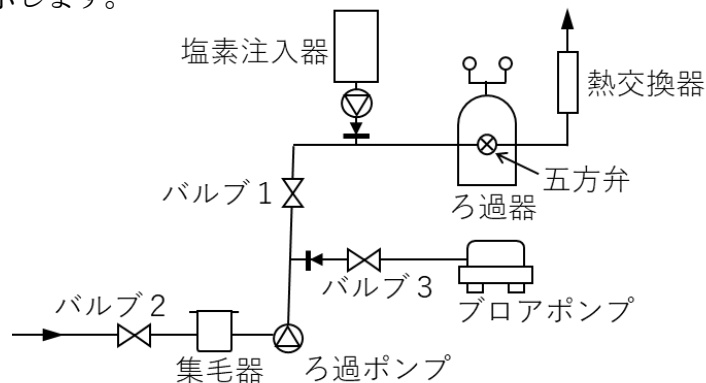 します。
塩素注入器
熱交換器
五方弁
ろ過器
バルブ１
バルブ３
ブロアポンプ
バルブ２
集毛器
ろ過ポンプ